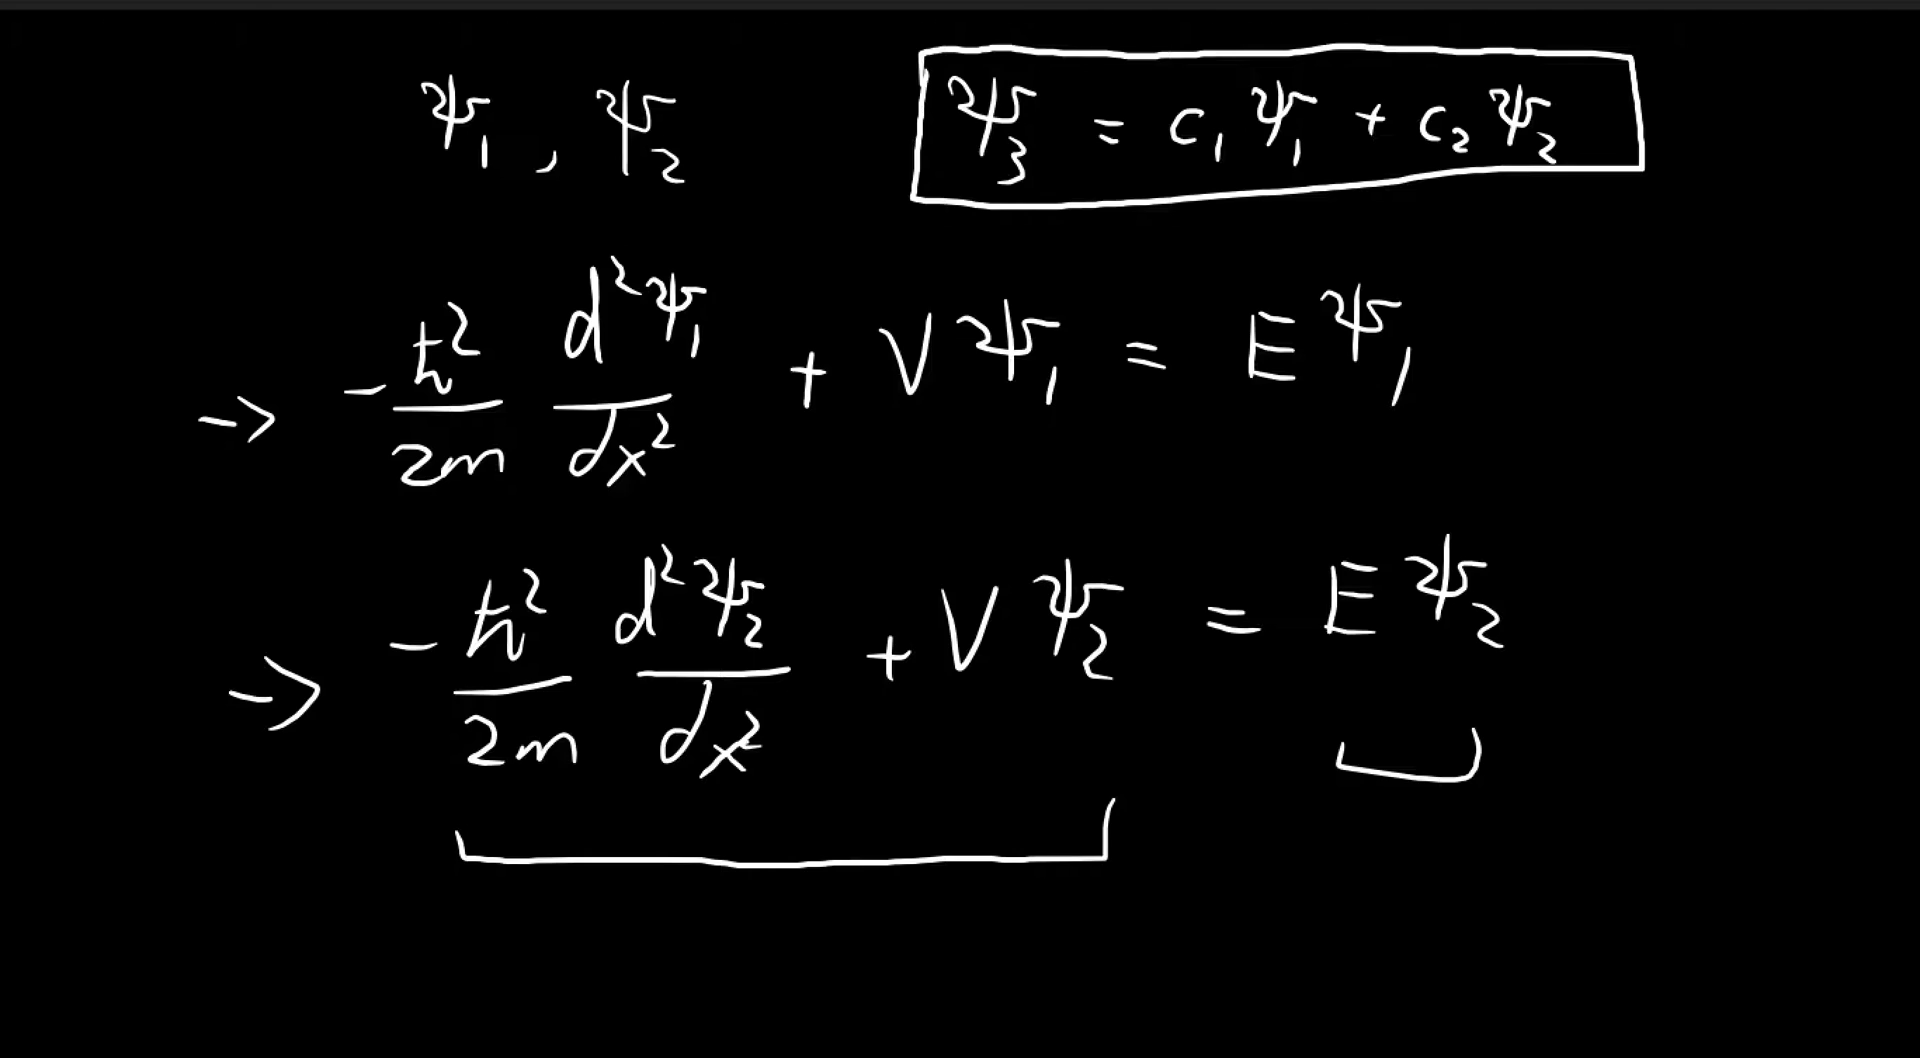 ψ₁, ψ₂ ψ₃ = c₁ψ₁ + c₂ψ₂
→ -ħ²/2m d²ψ₁/dx² + Vψ₁ = Eψ₁
→ -ħ²/2m d²ψ₂/dx² + Vψ₂ = Eψ₂